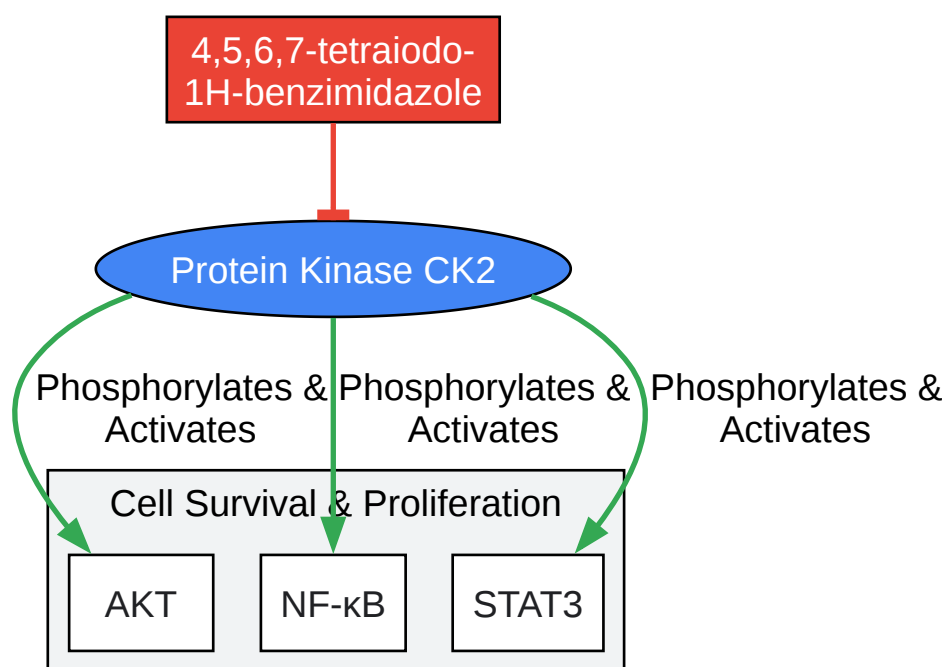 4,5,6,7-tetraiodo-
1H-benzimidazole
Protein Kinase CK2
Phosphorylates &
Activates
Phosphorylates &
Activates
Phosphorylates &
Activates
Cell Survival & Proliferation
AKT
NF-κB
STAT3